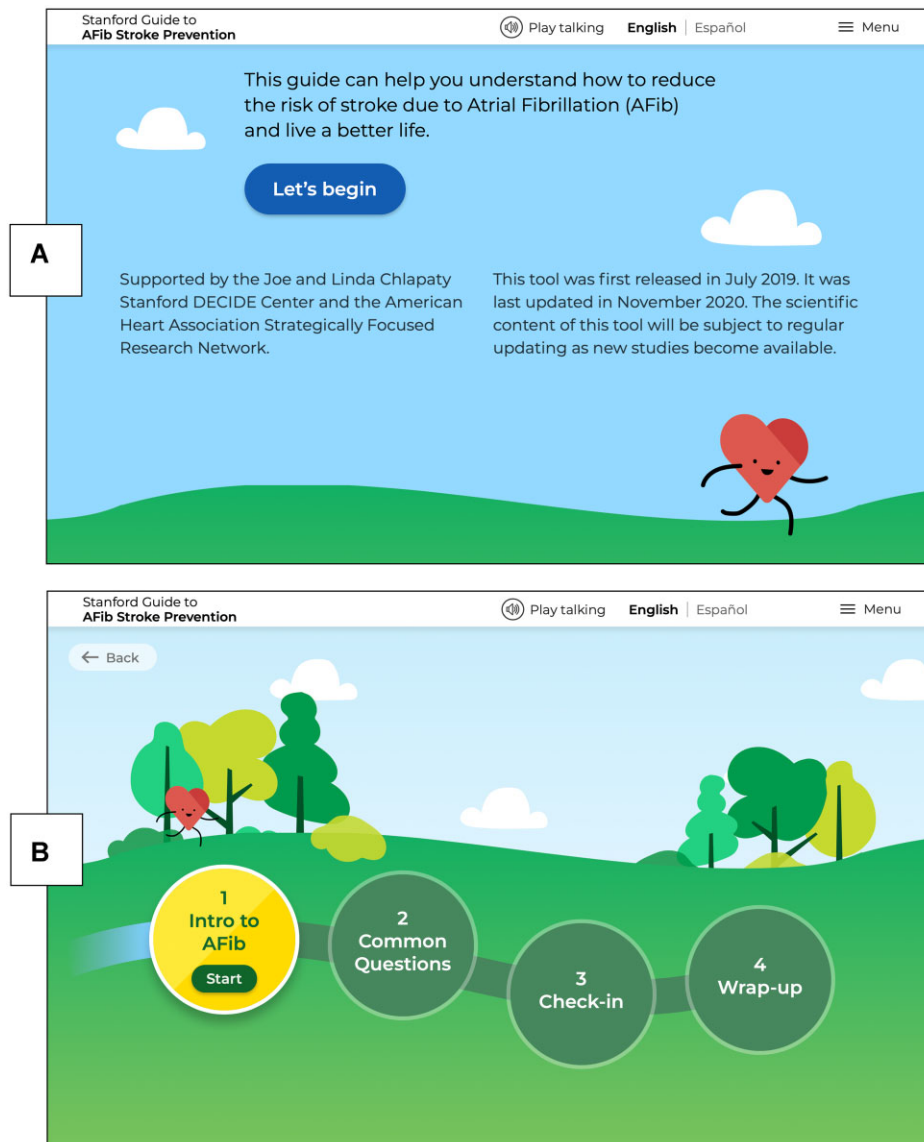 Stanford Guide to
AFib Stroke Prevention
Play talking
English | Español
Menu
This guide can help you understand how to reduce
the risk of stroke due to Atrial Fibrillation (AFib)
and live a better life.
Let's begin
A
Supported by the Joe and Linda Chlapaty
Stanford DECIDE Center and the American
Heart Association Strategically Focused
Research Network.
This tool was first released in July 2019. It was
last updated in November 2020. The scientific
content of this tool will be subject to regular
updating as new studies become available.
Stanford Guide to
AFib Stroke Prevention
Play talking
English | Español
Menu
Back
B
1
Intro to
AFib
Start
2
Common
Questions
3
Check-in
4
Wrap-up